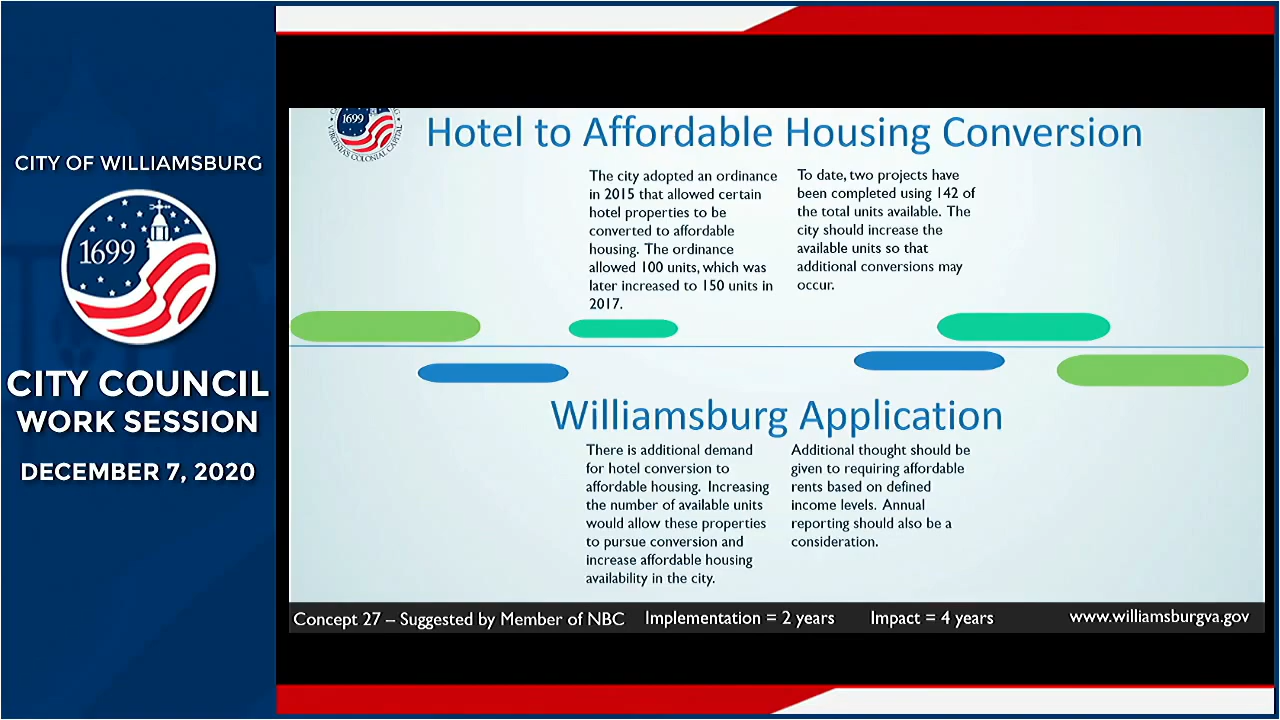 CITY OF WILLIAMSBURG
1699
CITY COUNCIL
WORK SESSION
DECEMBER 7, 2020
1699
VIRGINIA'S COLONIAL CAPITAL
Hotel to Affordable Housing Conversion
The city adopted an ordinance
in 2015 that allowed certain
hotel properties to be
converted to affordable
housing. The ordinance
allowed 100 units, which was
later increased to 150 units in
2017.
To date, two projects have
been completed using 142 of
the total units available. The
city should increase the
available units so that
additional conversions may
occur.
Williamsburg Application
There is additional demand
for hotel conversion to
affordable housing. Increasing
the number of available units
would allow these properties
to pursue conversion and
increase affordable housing
availability in the city.
Additional thought should be
given to requiring affordable
rents based on defined
income levels. Annual
reporting should also be a
consideration.
Concept 27 – Suggested by Member of NBC Implementation = 2 years Impact = 4 years www.williamsburgva.gov